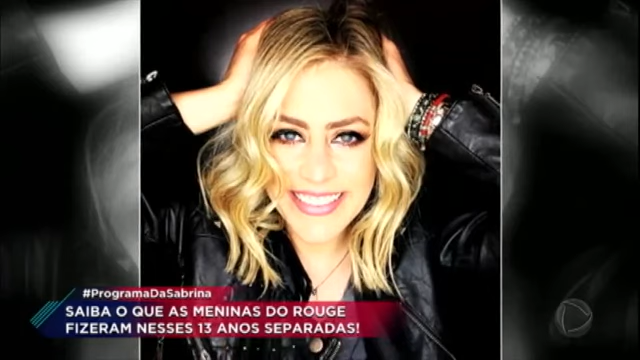 #ProgramaDaSabrina
SAIBA O QUE AS MENINAS DO ROUGE
FIZERAM NESSES 13 ANOS SEPARADAS!